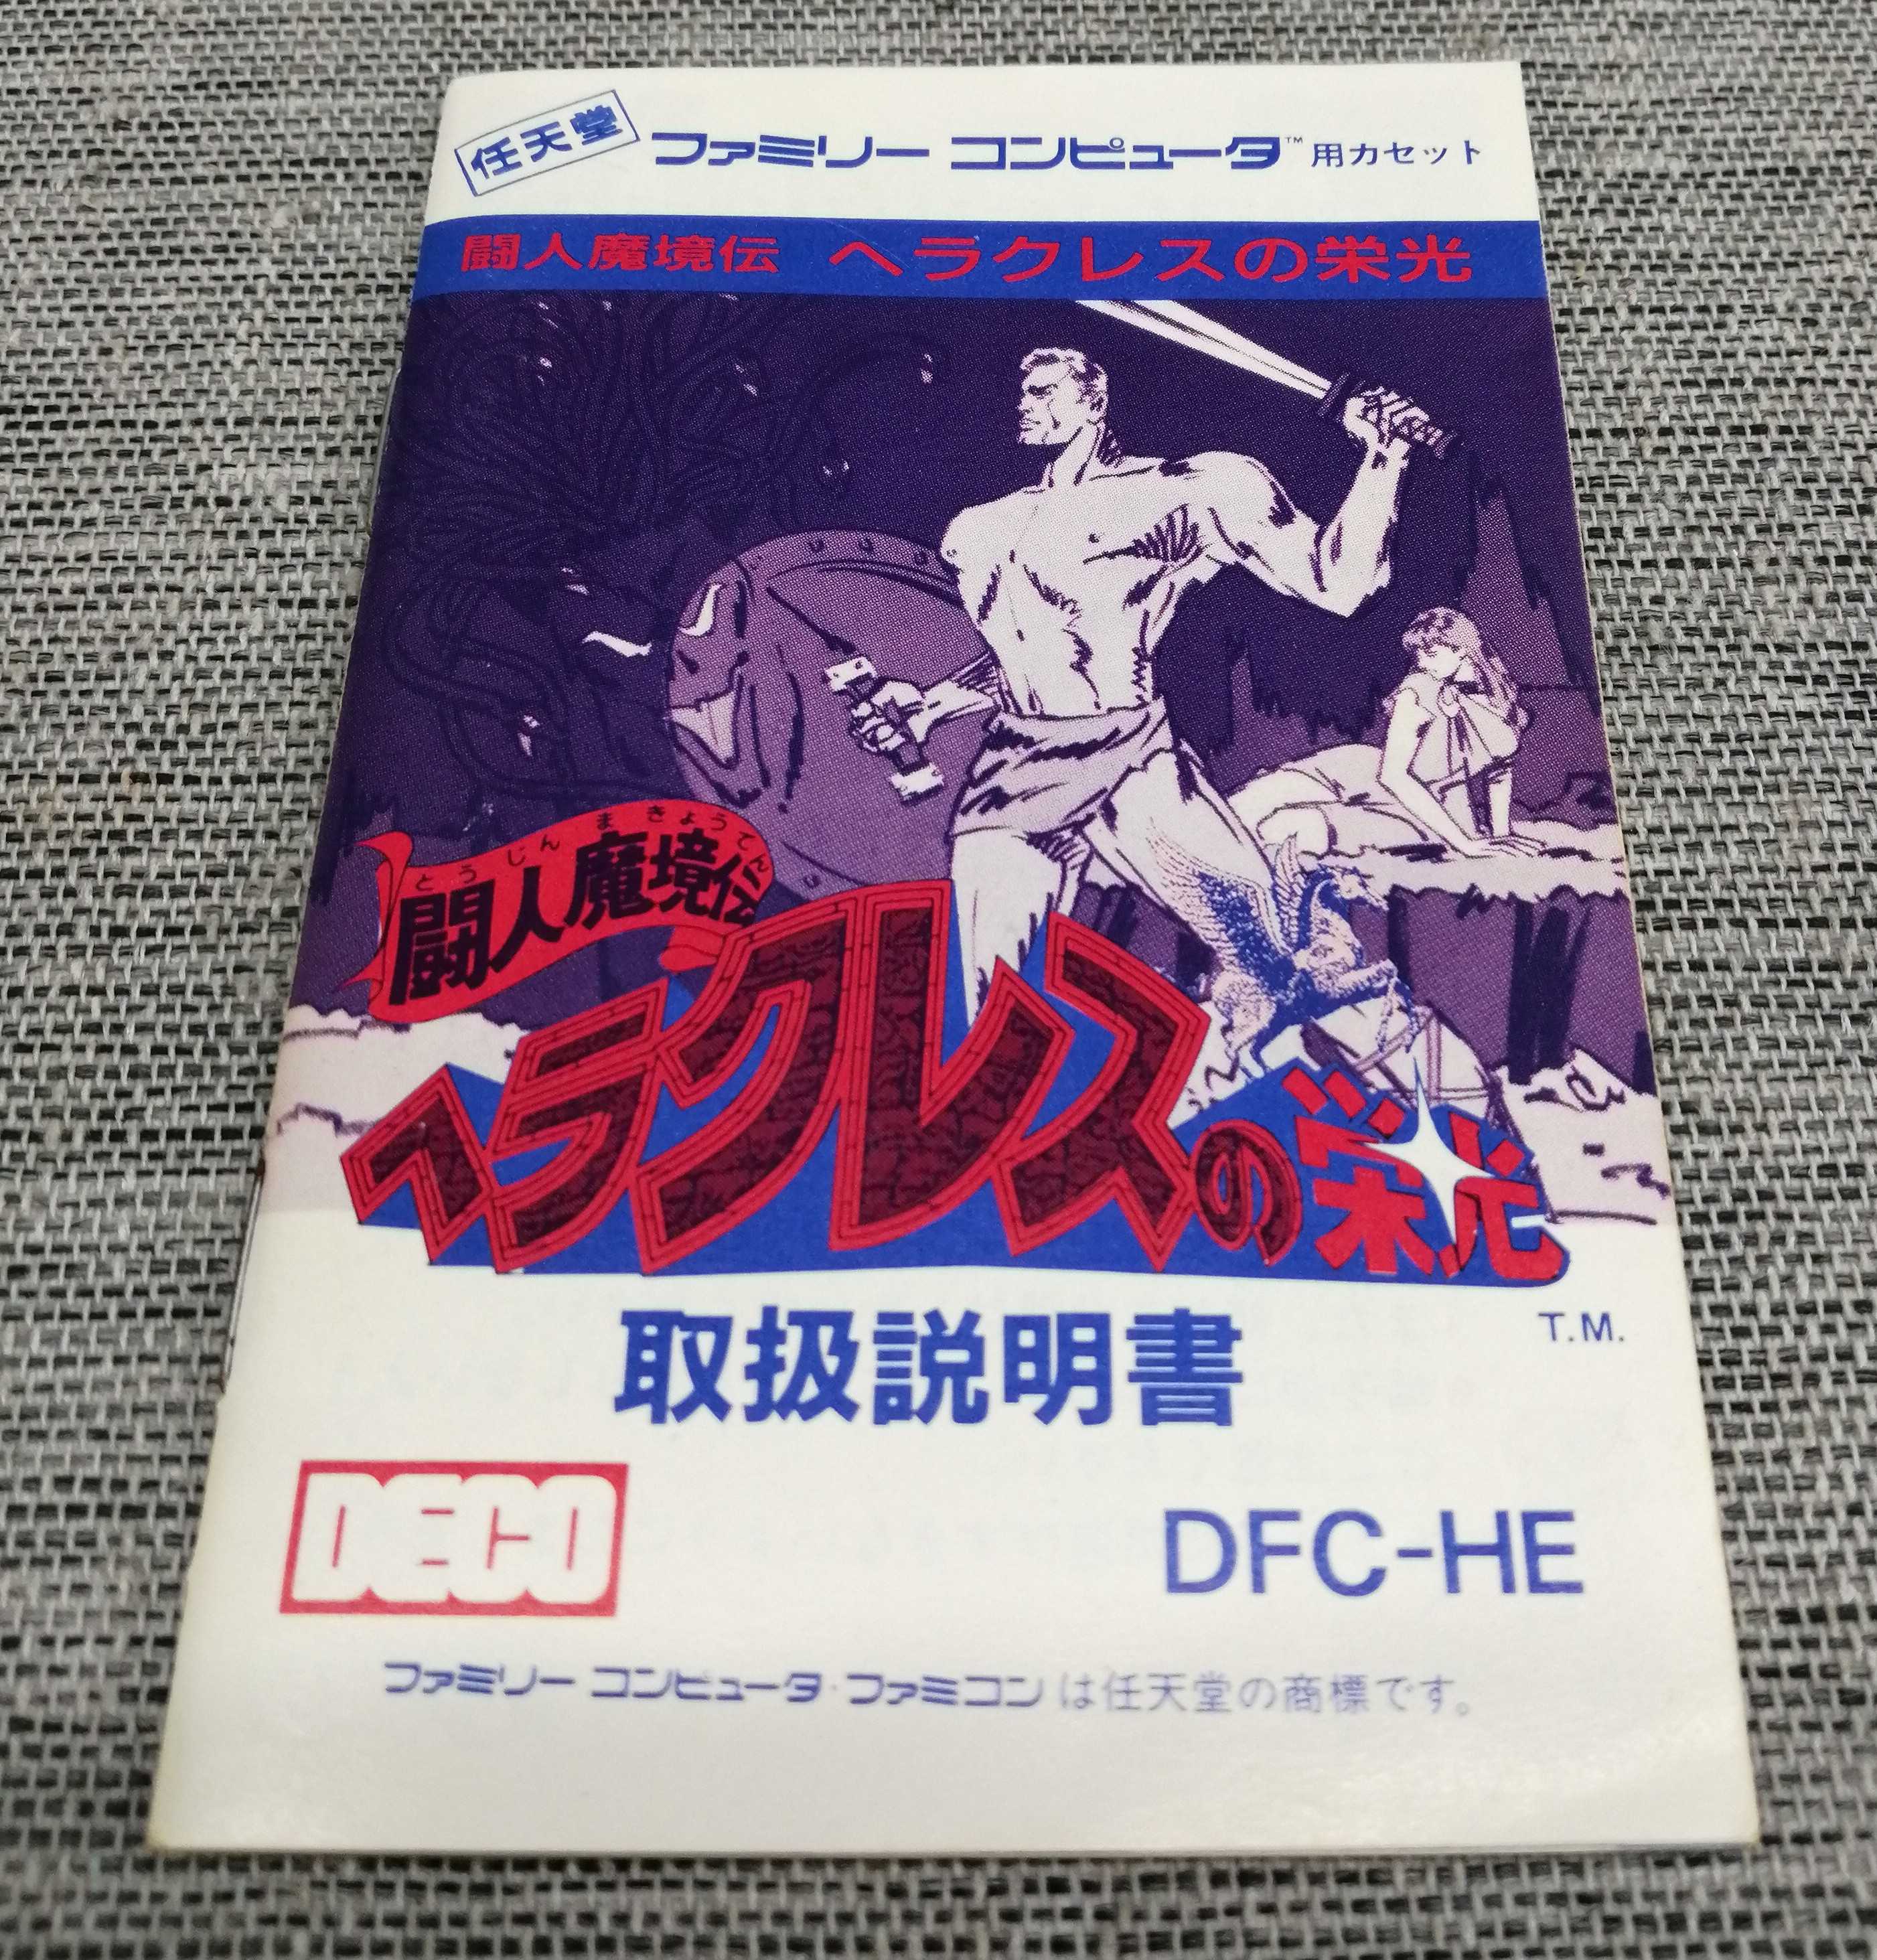 任天堂 ファミリー コンピュータ™ 用カセット
闘人魔境伝 ヘラクレスの栄光
とうじんまきょうでん
闘人魔境伝
ヘラクレスの栄光
T.M.
取扱説明書
DECO
DFC-HE
ファミリー コンピュータ・ファミコン は任天堂の商標です。